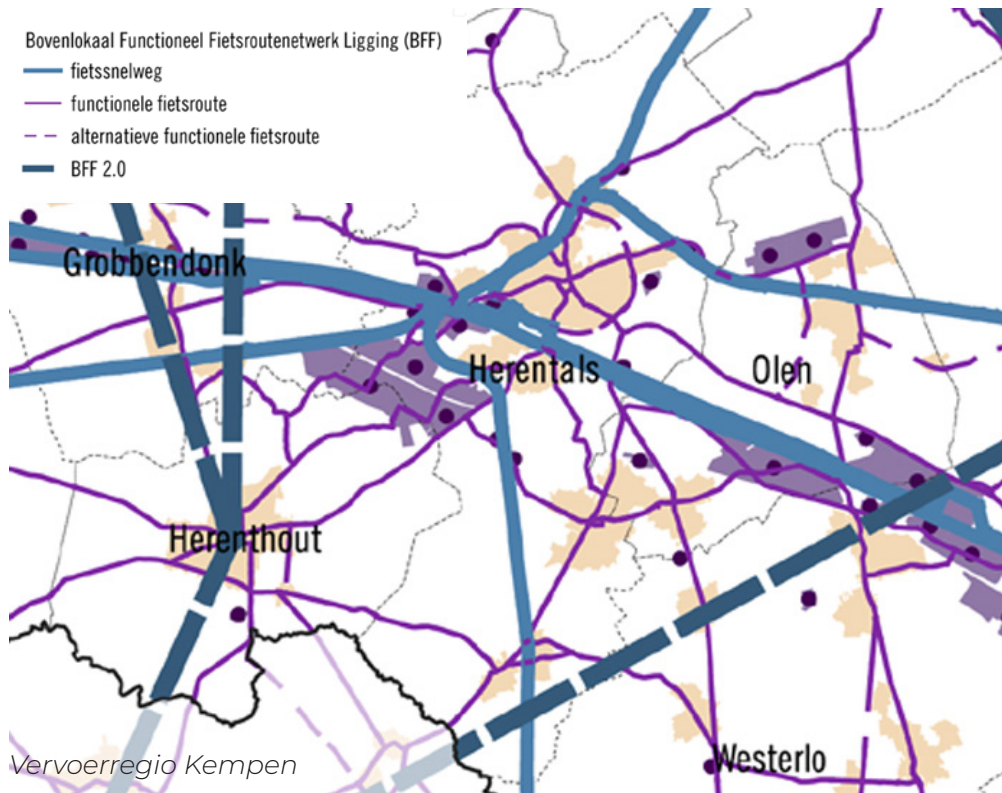 Bovenlokaal Functioneel Fietsroutenetwerk Ligging (BFF)
fietssnelweg
functionele fietsroute
alternatieve functionele fietsroute
BFF 2.0
Grobbendonk
Herentals
Olen
Herenthout
Westerlo
Vervoerregio Kempen